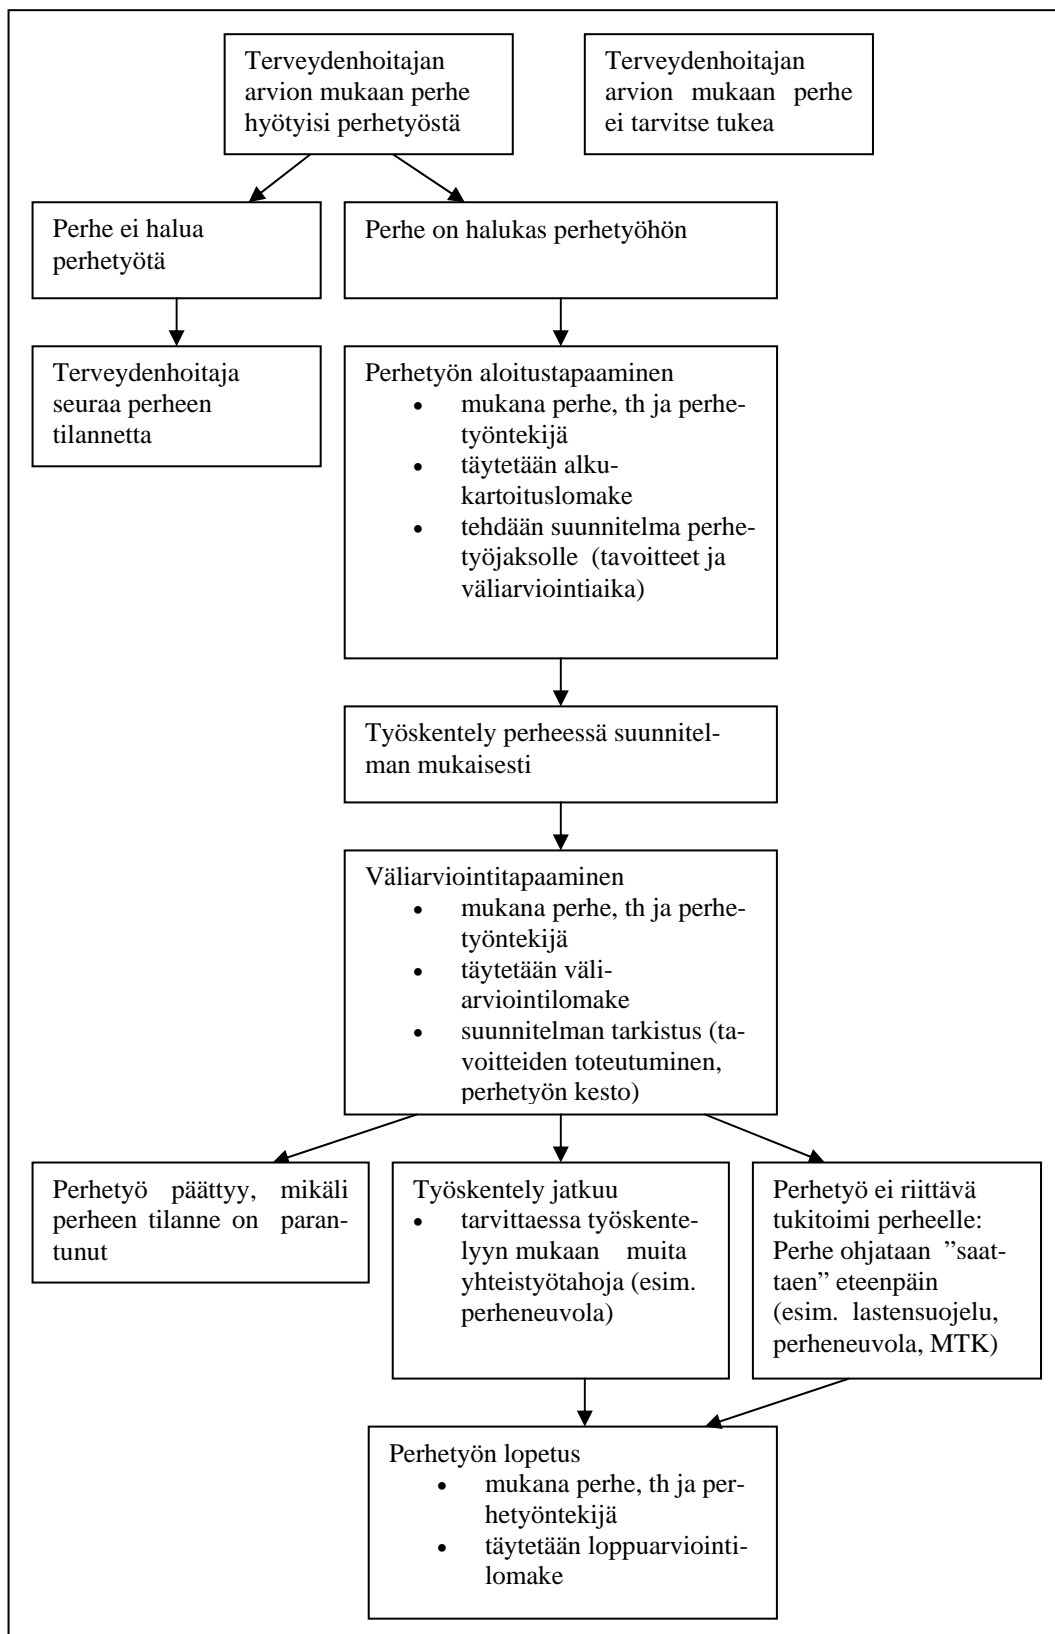 Terveydenhoitajan
arvion mukaan perhe
hyötyisi perhetyöstä
Terveydenhoitajan
arvion mukaan perhe
ei tarvitse tukea
Perhe ei halua
perhetyötä
Perhe on halukas perhetyöhön
Terveydenhoitaja
seuraa perheen
tilannetta
Perhetyön aloitustapaaminen
• mukana perhe, th ja perhe-
työntekijä
• täytetään alku-
kartoituslomake
• tehdään suunnitelma perhe-
työjaksolle (tavoitteet ja
väliarviointiaika)
Työskentely perheessä suunnitel-
man mukaisesti
Väliarviointitapaaminen
• mukana perhe, th ja perhe-
työntekijä
• täytetään väli-
arviointilomake
• suunnitelman tarkistus (ta-
voitteiden toteutuminen,
perhetyön kesto)
Perhetyö päättyy, mikäli
perheen tilanne on paran-
tunut
Työskentely jatkuu
• tarvittaessa työskente-
lyyn mukaan muita
yhteistyötahoja (esim.
perheneuvola)
Perhetyö ei riittävä
tukitoimi perheelle:
Perhe ohjataan ”saat-
taen” eteenpäin
(esim. lastensuojelu,
perheneuvola, MTK)
Perhetyön lopetus
• mukana perhe, th ja per-
hetyöntekijä
• täytetään loppuarviointi-
lomake